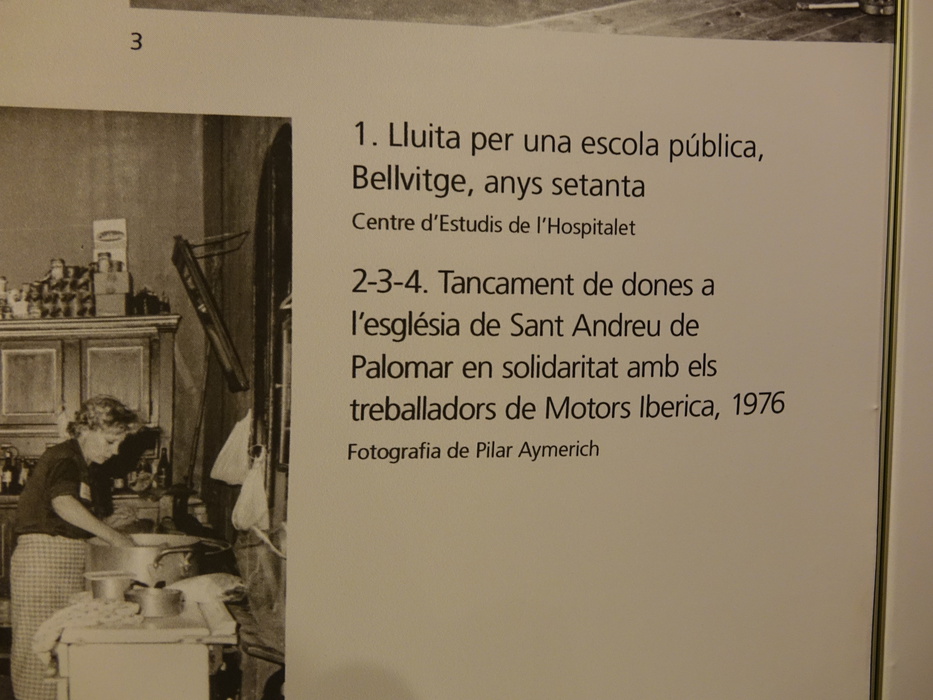 3
1. Lluita per una escola pública,
Bellvitge, anys setanta
Centre d'Estudis de l'Hospitalet
2-3-4. Tancament de dones a
l'església de Sant Andreu de
Palomar en solidaritat amb els
treballadors de Motors Iberica, 1976
Fotografia de Pilar Aymerich